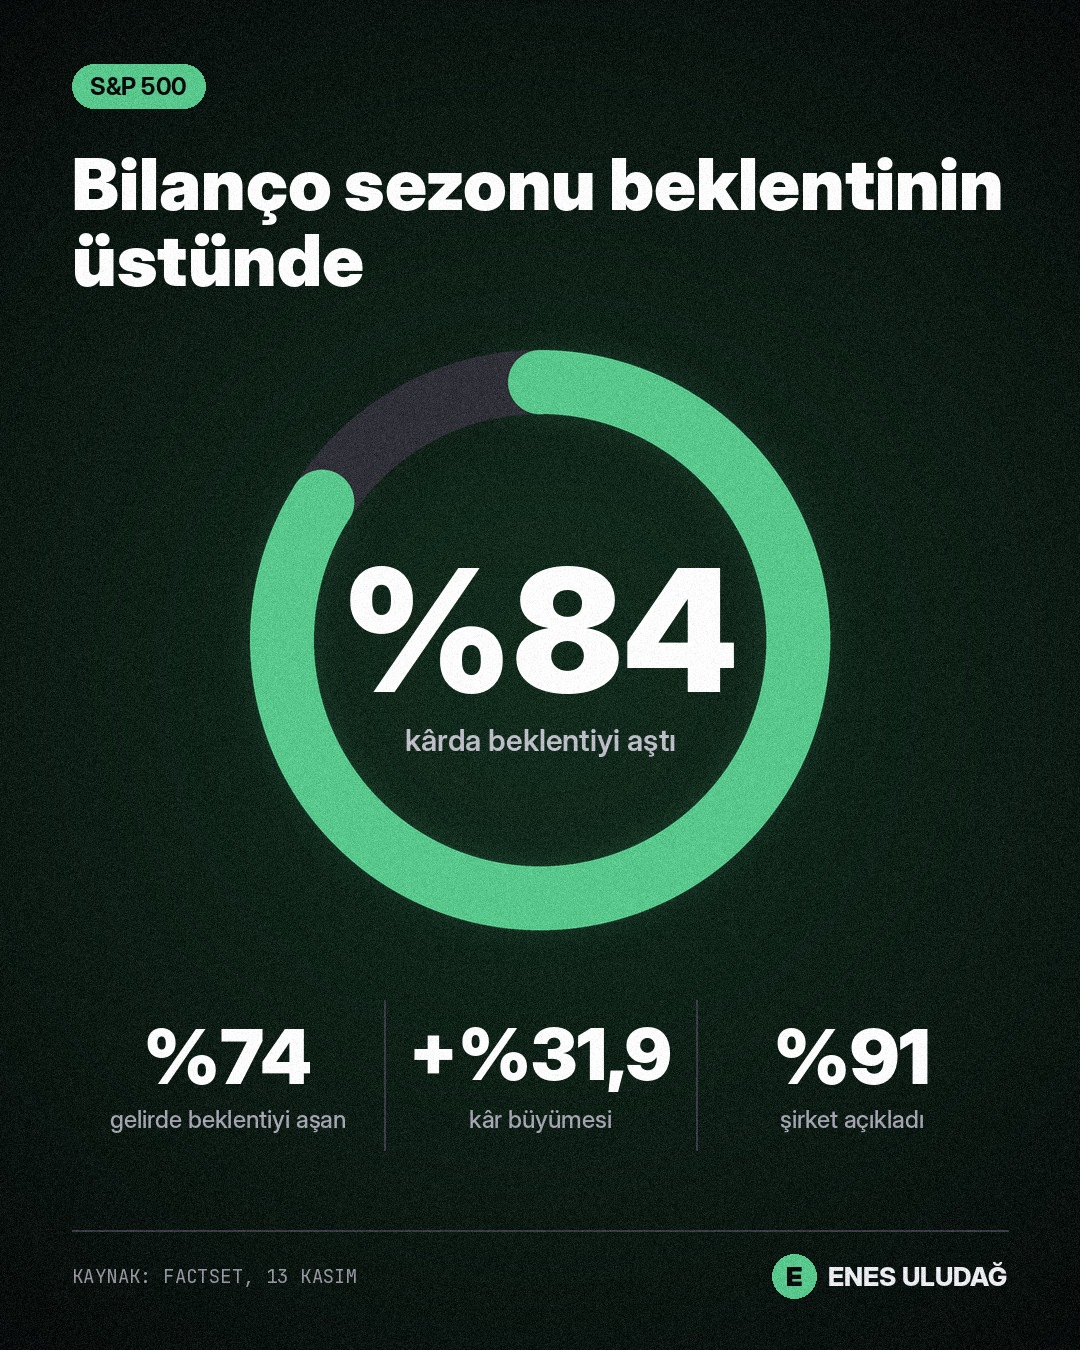 S&P 500
Bilanço sezonu beklentinin
üstünde
%84
kârda beklentiyi aştı
%74
gelirde beklentiyi aşan
+%31,9
kâr büyümesi
%91
şirket açıkladı
KAYNAK: FACTSET, 13 KASIM
E ENES ULUDAĞ